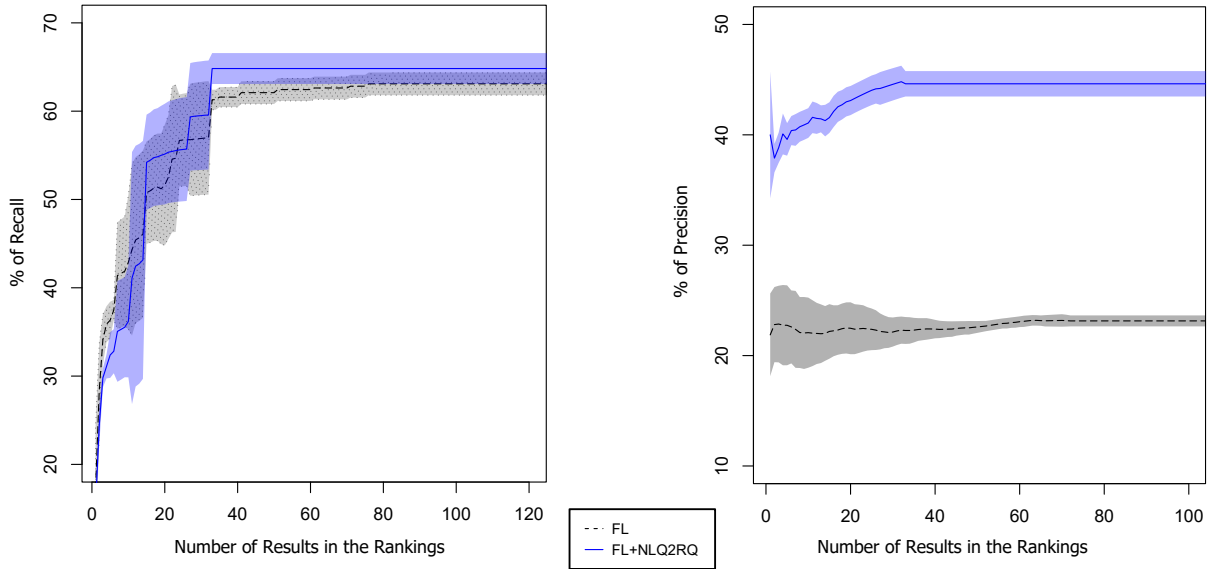 % of Recall
70
60
50
40
30
20
0 20 40 60 80 100 120
Number of Results in the Rankings
FL
FL+NLQ2RQ
% of Precision
50
40
30
20
10
0 20 40 60 80 100
Number of Results in the Rankings